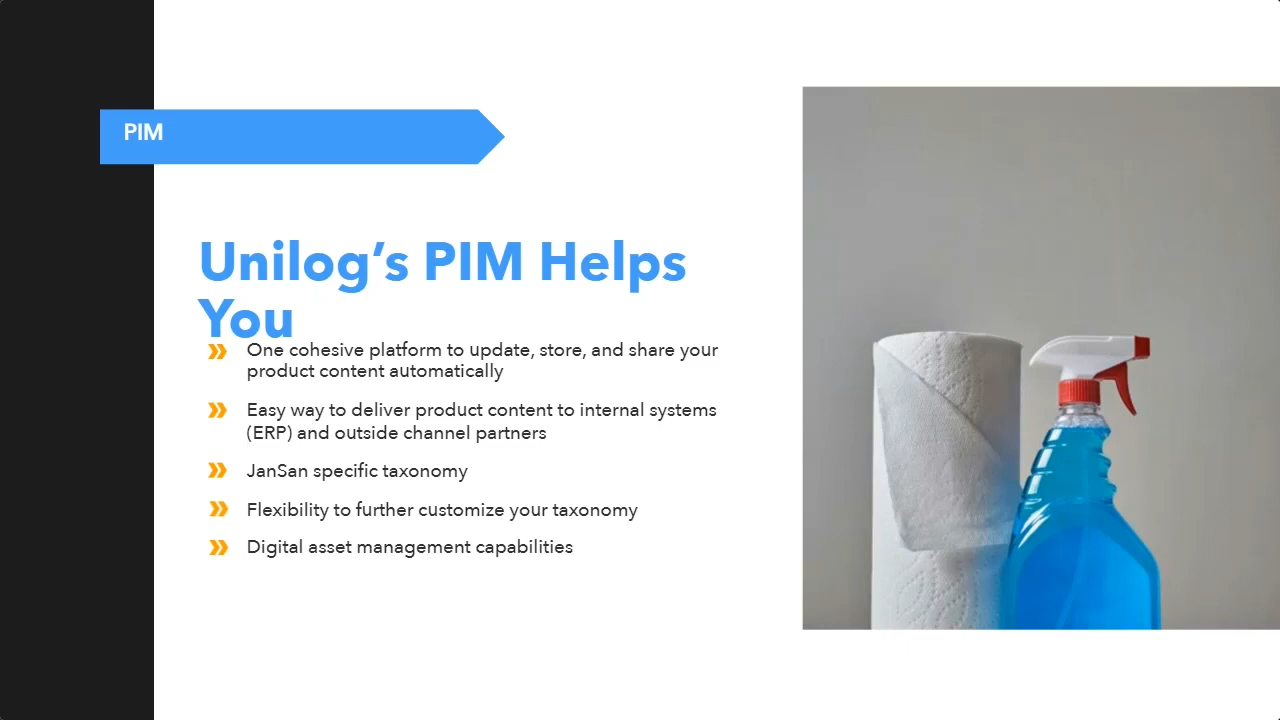 PIM
Unilog’s PIM Helps
You
One cohesive platform to update, store, and share your
product content automatically
Easy way to deliver product content to internal systems
(ERP) and outside channel partners
JanSan specific taxonomy
Flexibility to further customize your taxonomy
Digital asset management capabilities